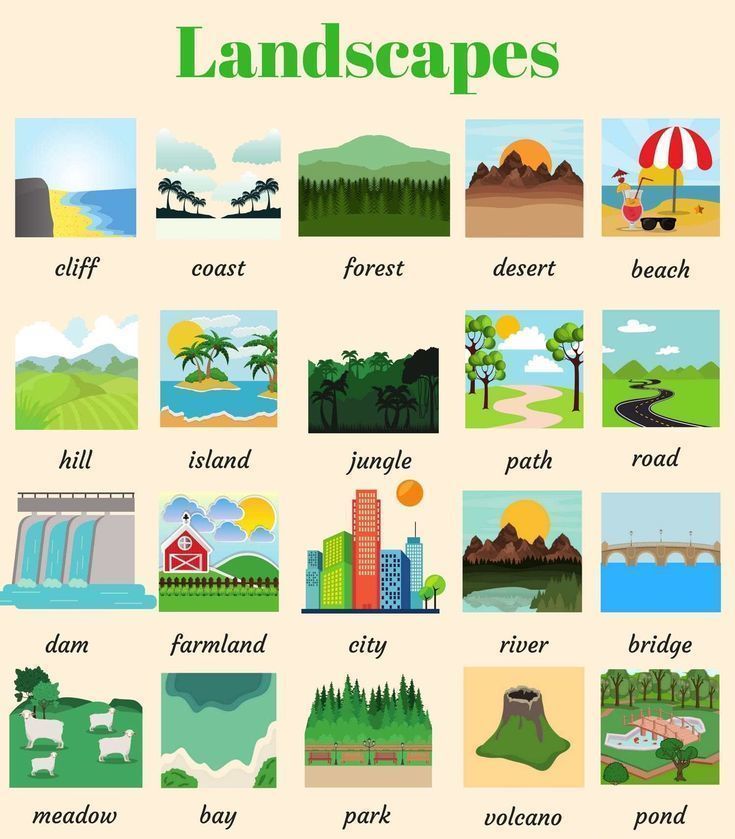 Landscapes
cliff coast forest desert beach
hill island jungle path road
dam farmland city river bridge
meadow bay park volcano pond